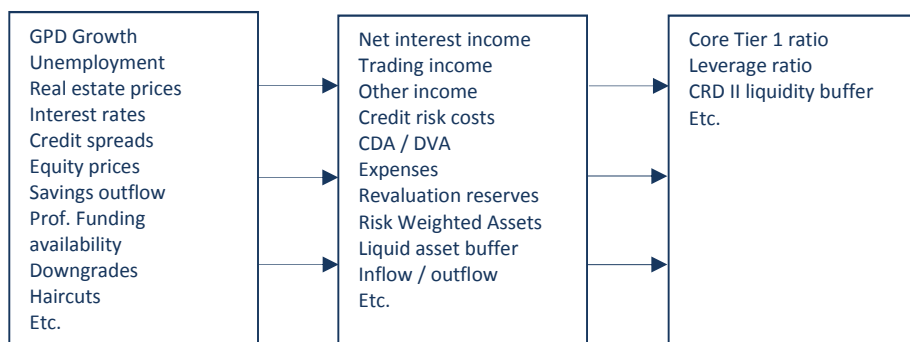 GPD Growth
Unemployment
Real estate prices
Interest rates
Credit spreads
Equity prices
Savings outflow
Prof. Funding
availability
Downgrades
Haircuts
Etc.
Net interest income
Trading income
Other income
Credit risk costs
CDA / DVA
Expenses
Revaluation reserves
Risk Weighted Assets
Liquid asset buffer
Inflow / outflow
Etc.
Core Tier 1 ratio
Leverage ratio
CRD II liquidity buffer
Etc.